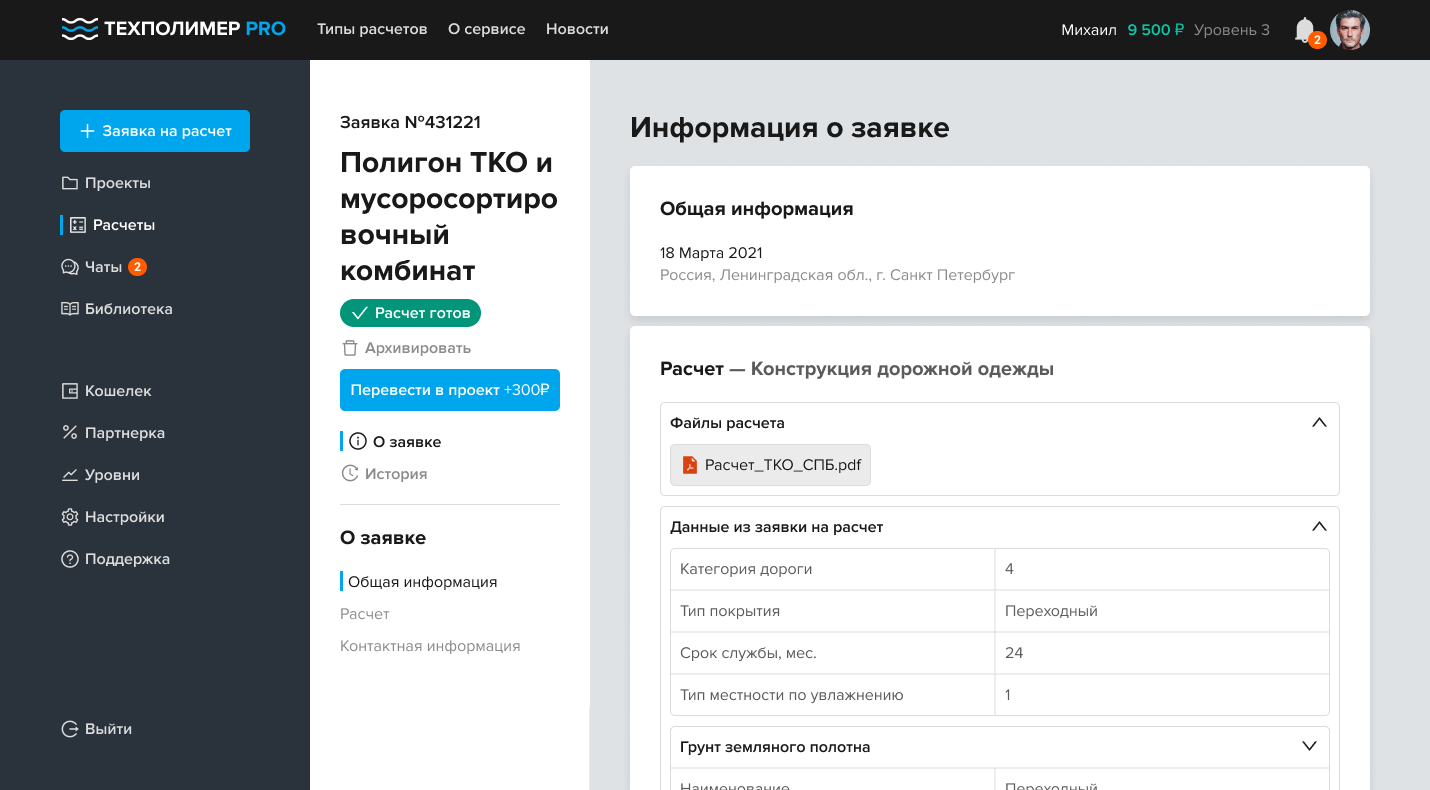 ТЕХПОЛИМЕР PRO
Типы расчетов
О сервисе
Новости
Михаил 9 500 ₽ Уровень 3
2
Заявка на расчет
Проекты
Расчеты
Чаты 2
Библиотека
Кошелек
Партнерка
Уровни
Настройки
Поддержка
Выйти
Заявка №431221
Полигон ТКО и
мусоросортиро
вочный
комбинат
Расчет готов
Архивировать
Перевести в проект +300₽
О заявке
История
О заявке
Общая информация
Расчет
Контактная информация
Информация о заявке
Общая информация
18 Марта 2021
Россия, Ленинградская обл., г. Санкт Петербург
Расчет — Конструкция дорожной одежды
Файлы расчета
Расчет_ТКО_СПБ.pdf
Данные из заявки на расчет
Категория дороги 4
Тип покрытия Переходный
Срок службы, мес. 24
Тип местности по увлажнению 1
Грунт земляного полотна
Наименование Переходный